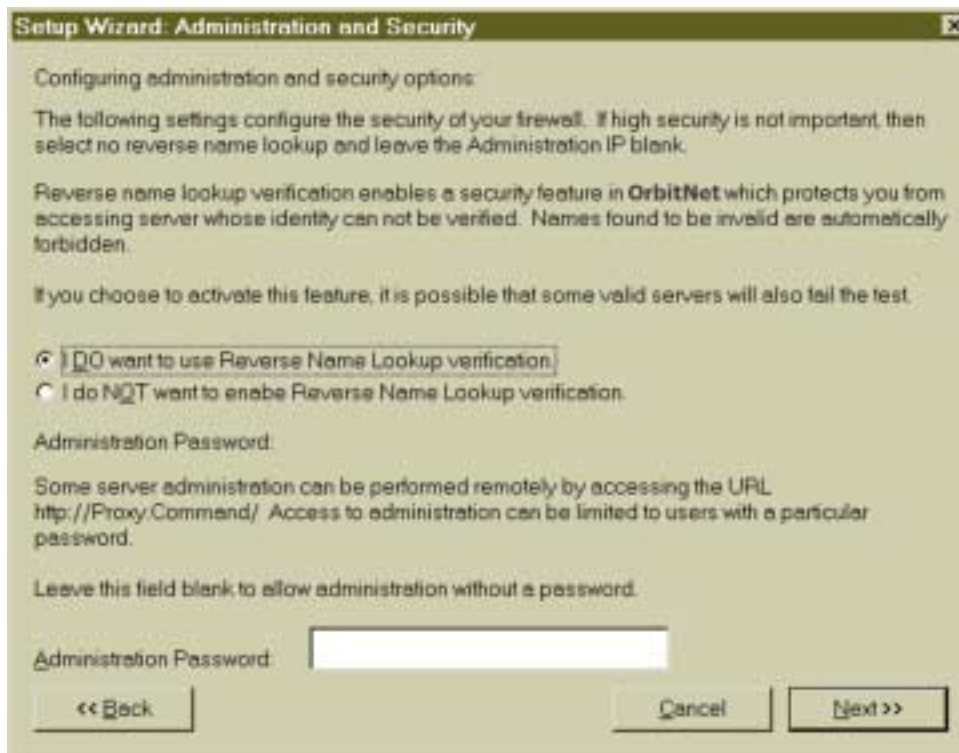 Setup Wizard: Administration and Security
Configuring administration and security options:
The following settings configure the security of your firewall. If high security is not important, then
select no reverse name lookup and leave the Administration IP blank.
Reverse name lookup verification enables a security feature in OrbitNet which protects you from
accessing server whose identity can not be verified. Names found to be invalid are automatically
forbidden.
If you choose to activate this feature, it is possible that some valid servers will also fail the test.
I DO want to use Reverse Name Lookup verification.
I do NOT want to enabe Reverse Name Lookup verification.
Administration Password:
Some server administration can be performed remotely by accessing the URL
http://Proxy.Command/ Access to administration can be limited to users with a particular
password.
Leave this field blank to allow administration without a password.
Administration Password:
<< Back
Cancel
Next >>